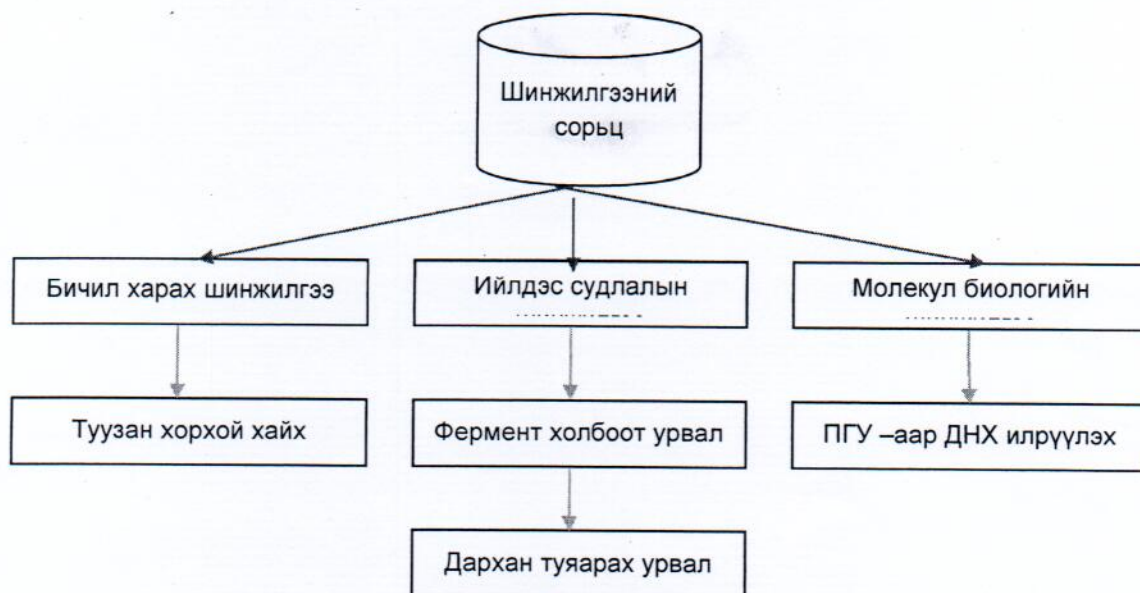 Шинжилгээний
сорьц
Бичил харах шинжилгээ
Ийлдэс судлалын
Молекул биологийн
Туузан хорхой хайх
Фермент холбоот урвал
ПГУ –аар ДНХ илрүүлэх
Дархан туяарах урвал